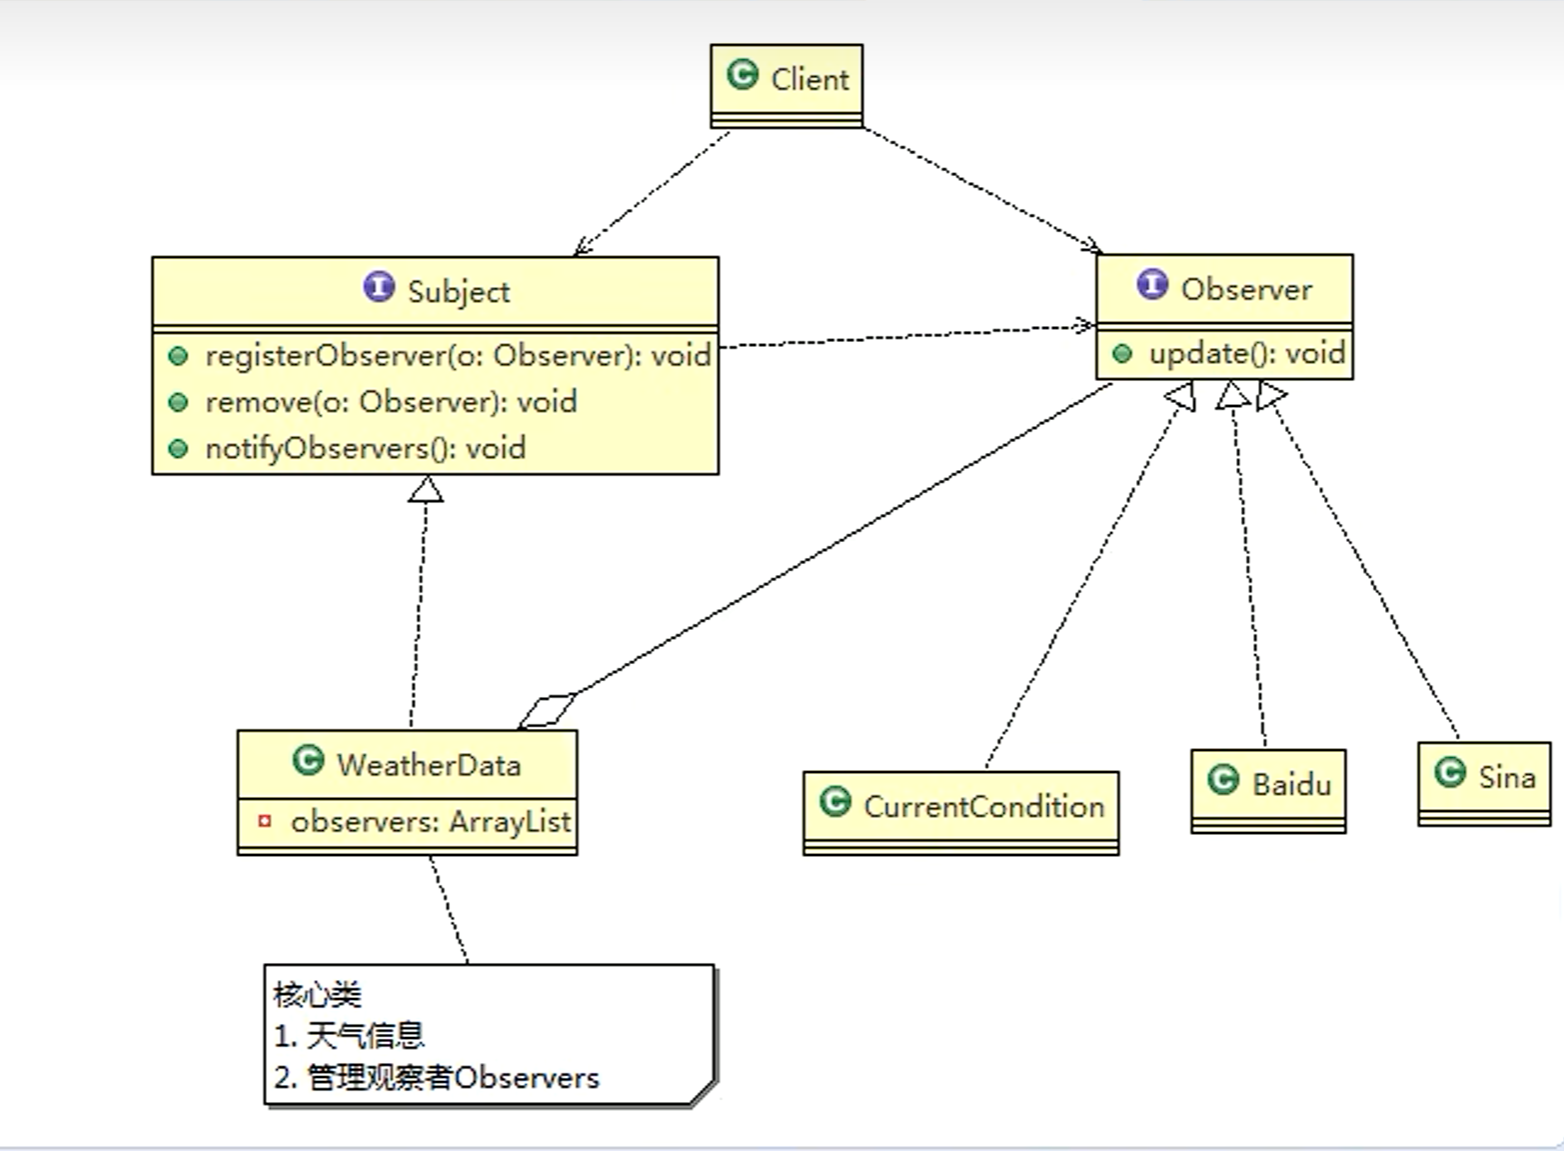 Client
Subject
registerObserver(o: Observer): void
remove(o: Observer): void
notifyObservers(): void
Observer
update(): void
WeatherData
observers: ArrayList
CurrentCondition
Baidu
Sina
核心类
1. 天气信息
2. 管理观察者Observers